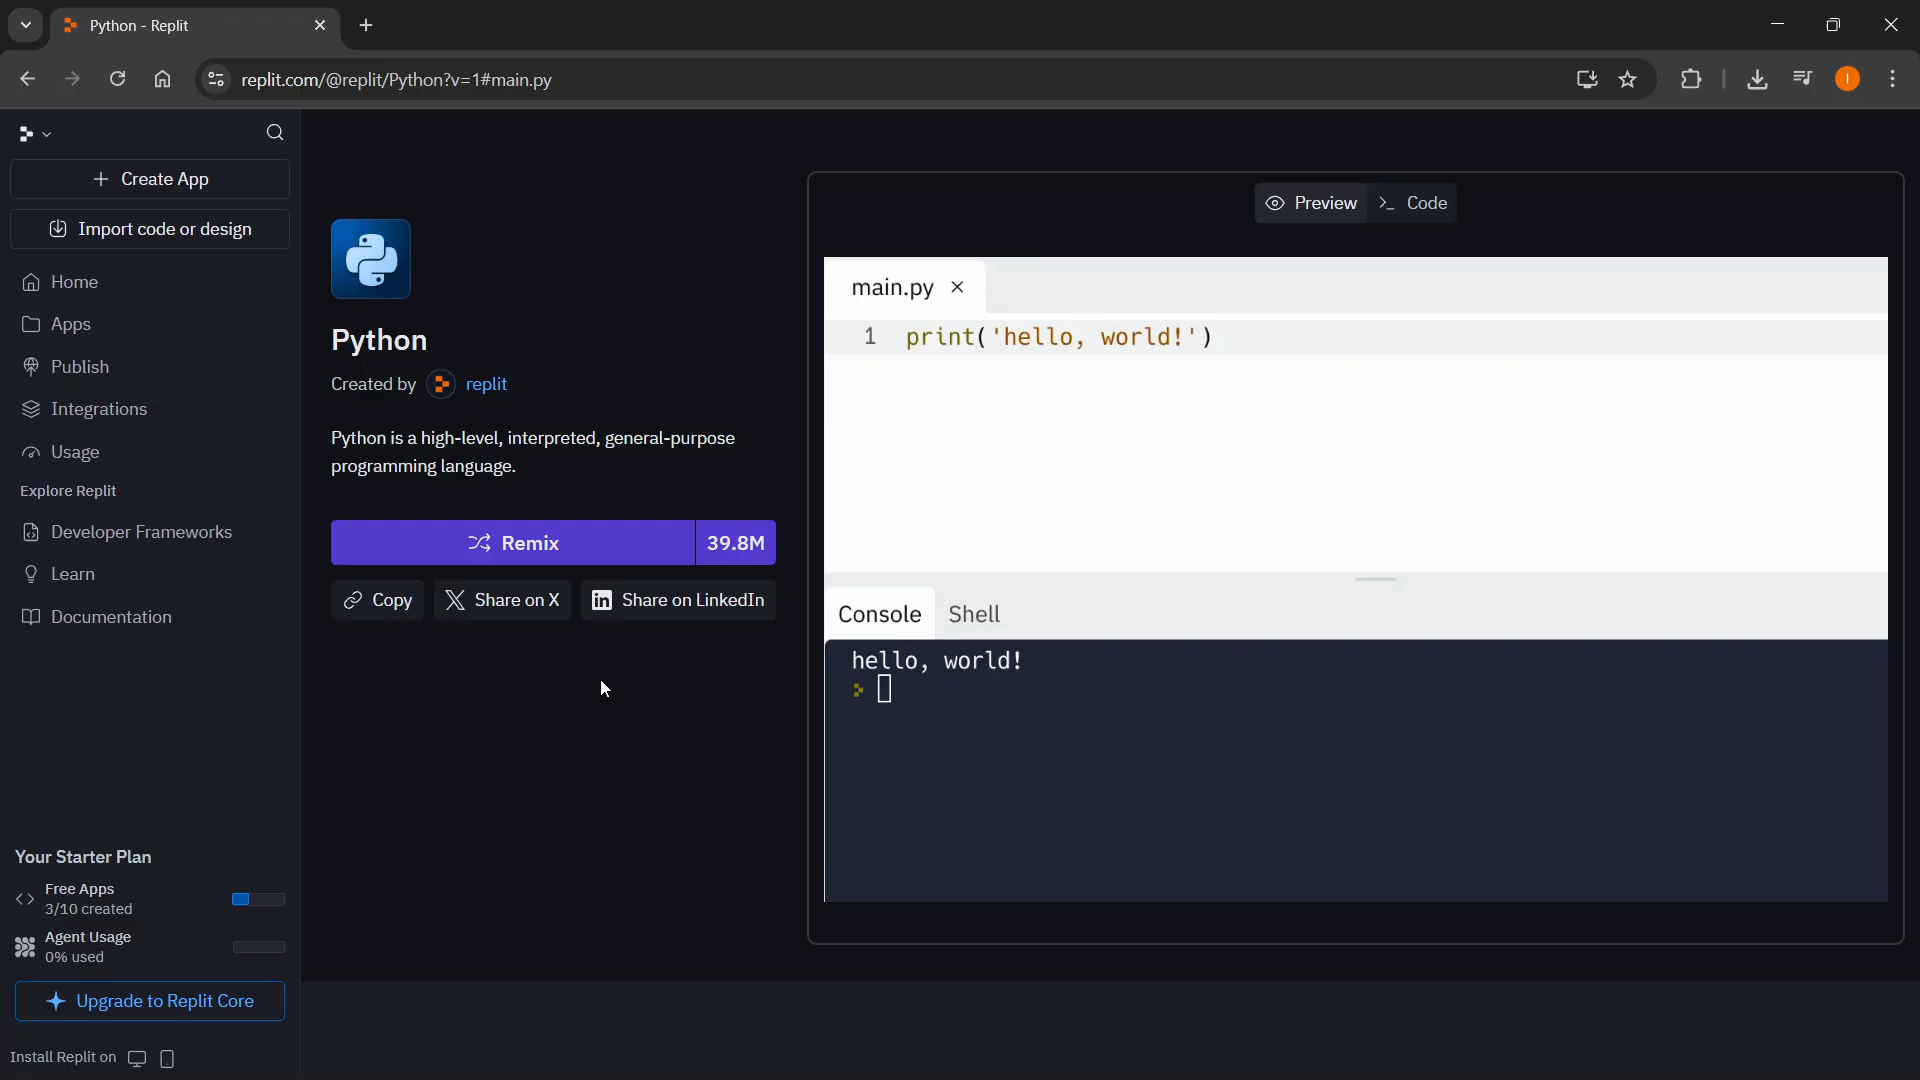 Python - Replit
replit.com/@replit/Python?v=1#main.py
I
Create App
Import code or design
Home
Apps
Publish
Integrations
Usage
Explore Replit
Developer Frameworks
Learn
Documentation
Your Starter Plan
Free Apps
3/10 created
Agent Usage
0% used
Upgrade to Replit Core
Install Replit on
Python
Created by replit
Python is a high-level, interpreted, general-purpose
programming language.
Remix 39.8M
Copy Share on X Share on LinkedIn
Preview Code
main.py
1 print('hello, world!')
Console Shell
hello, world!